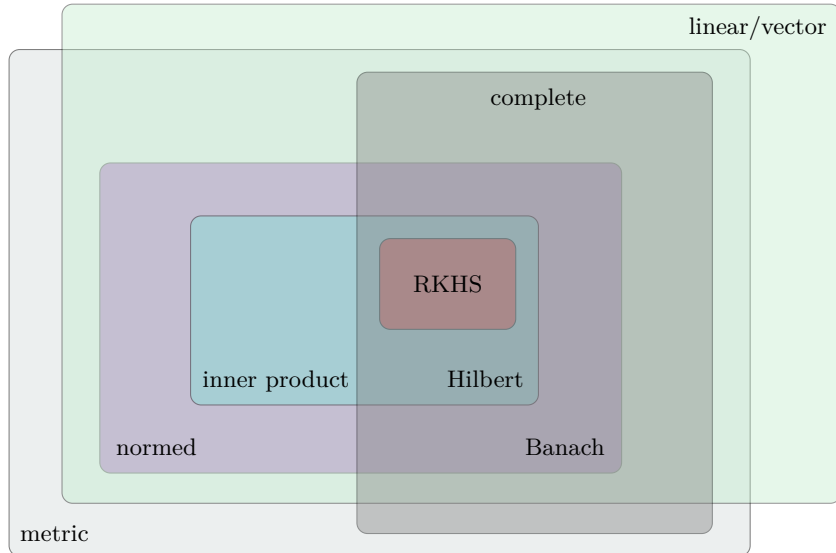 linear/vector
complete
RKHS
inner product
Hilbert
normed
Banach
metric